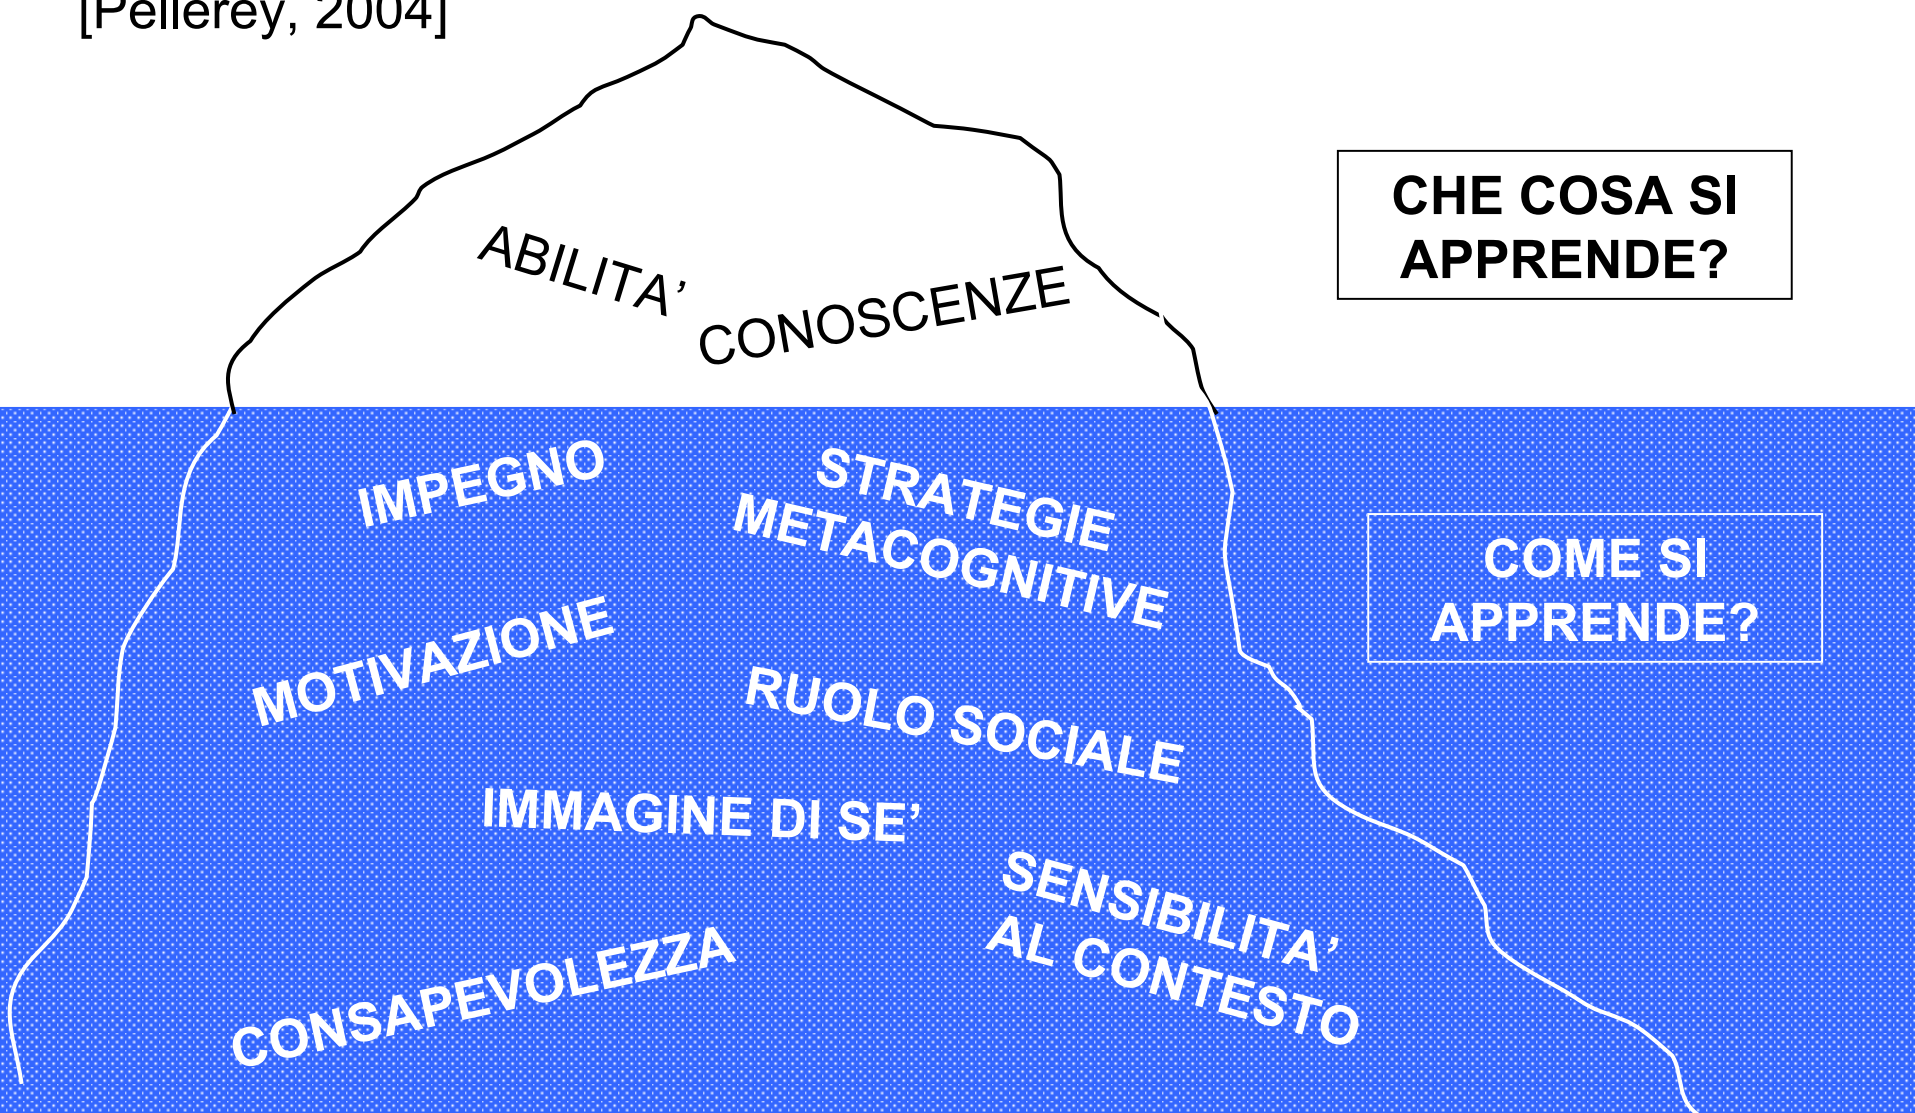 [Pellerey, 2004]
CHE COSA SI
APPRENDE?
ABILITA’
CONOSCENZE
IMPEGNO
STRATEGIE
METACOGNITIVE
COME SI
APPRENDE?
MOTIVAZIONE
RUOLO SOCIALE
IMMAGINE DI SE’
SENSIBILITA’
AL CONTESTO
CONSAPEVOLEZZA